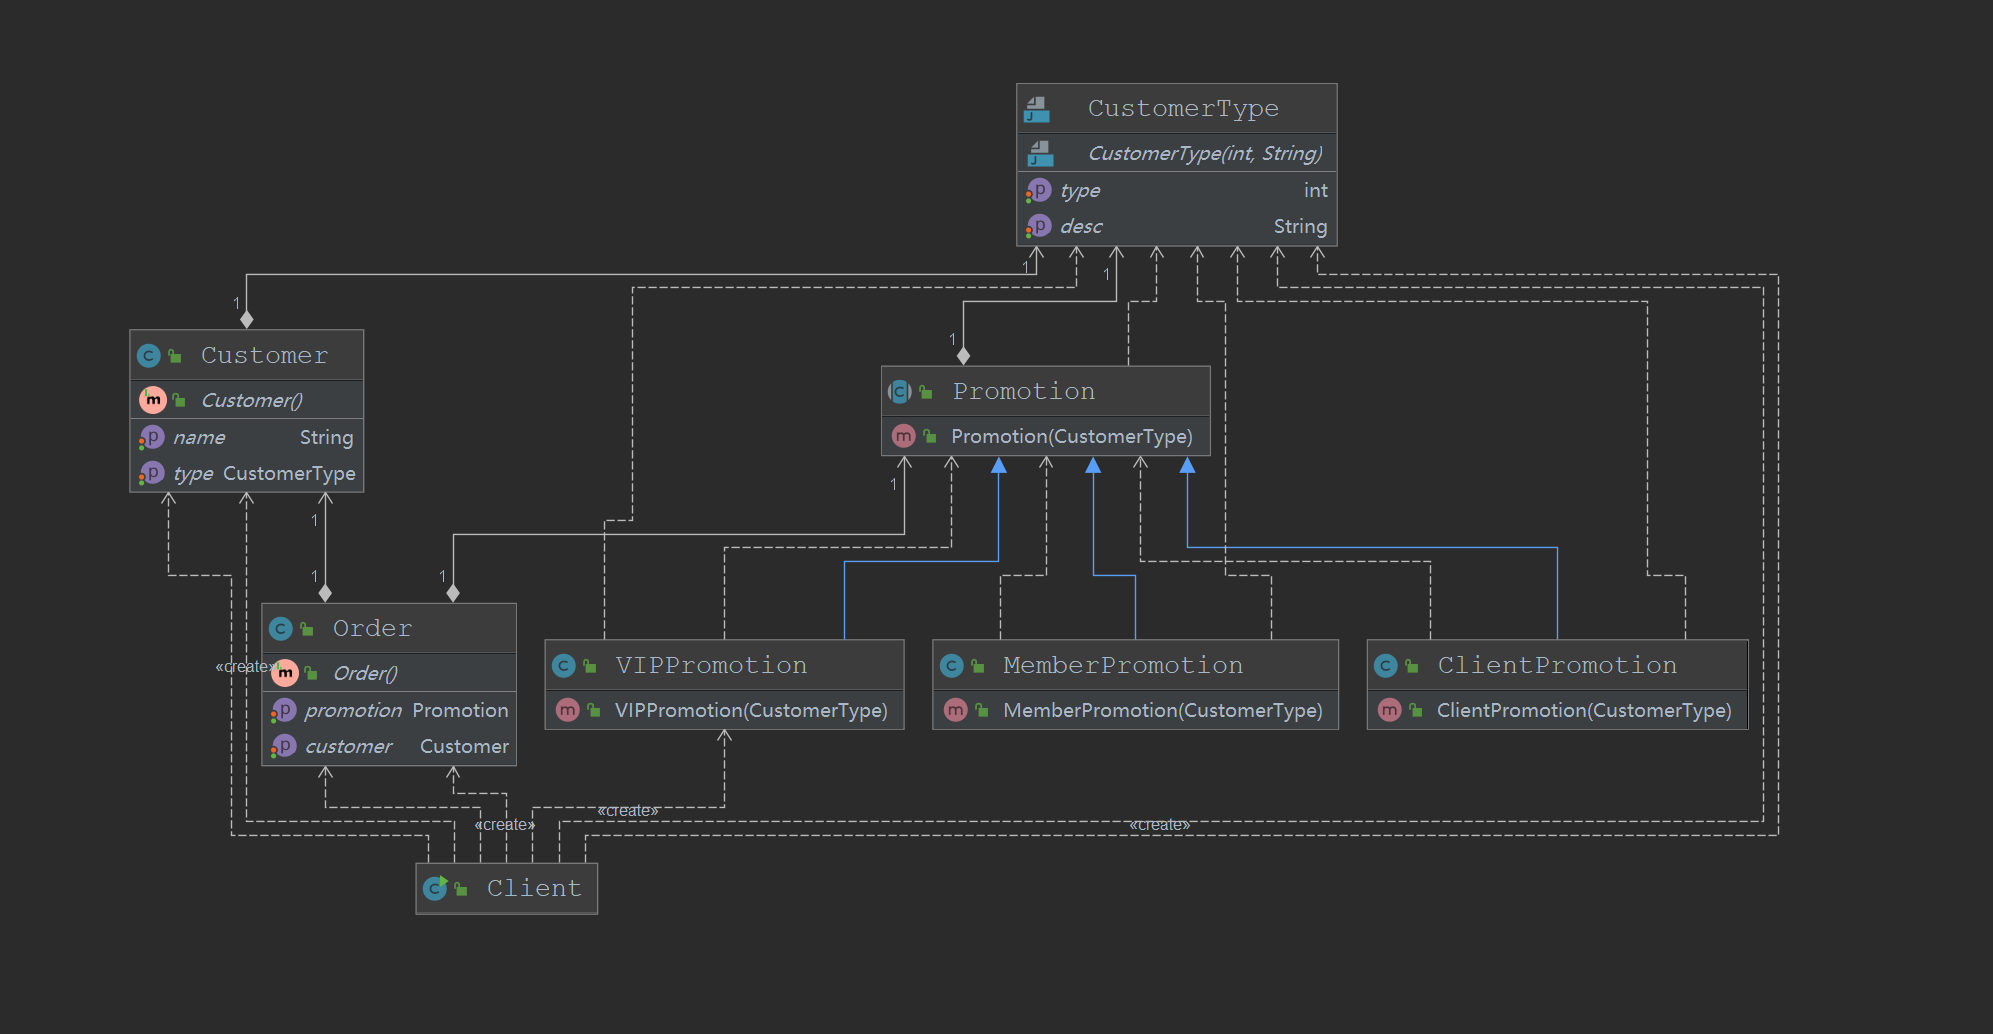 CustomerType
CustomerType(int, String)
type int
desc String
1
1
1
1
Customer
Customer()
name String
type CustomerType
Promotion
Promotion(CustomerType)
1
1
1
1
Order
Order()
promotion Promotion
customer Customer
«create»
VIPPromotion
VIPPromotion(CustomerType)
MemberPromotion
MemberPromotion(CustomerType)
ClientPromotion
ClientPromotion(CustomerType)
«create»
«create»
«create»
Client